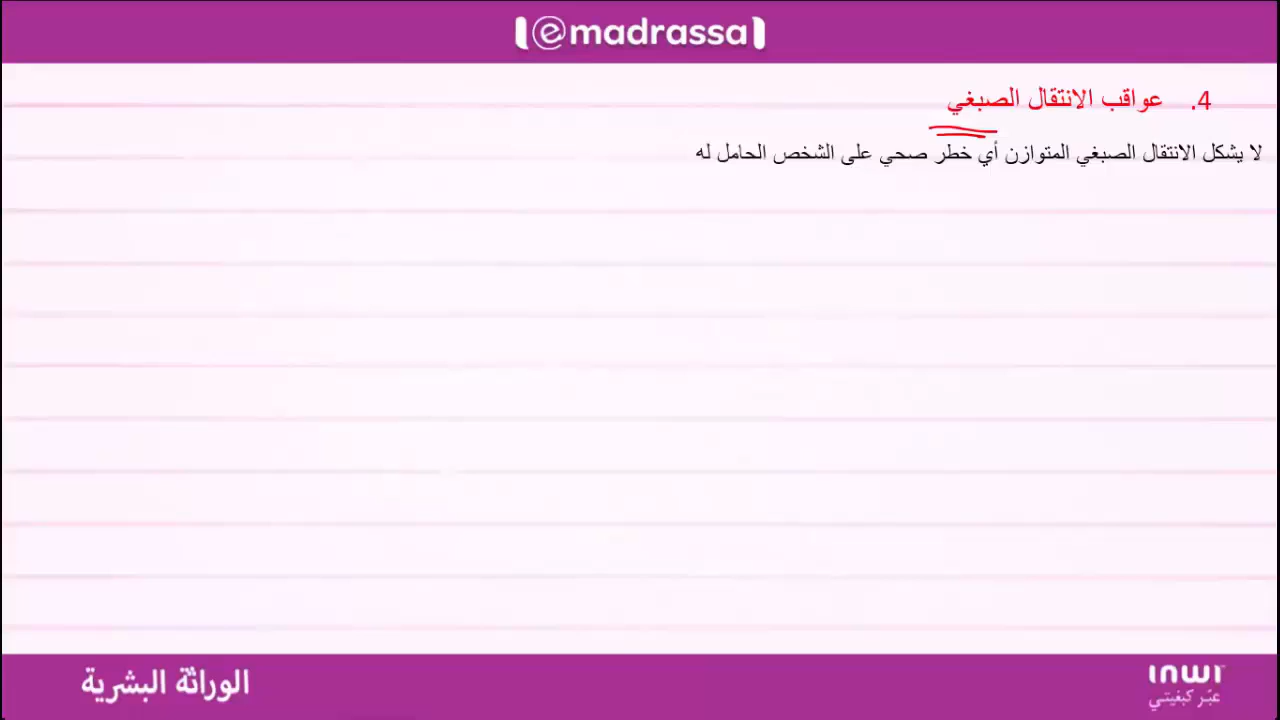 @madrassa
4. عواقب الانتقال الصبغي
لا يشكل الانتقال الصبغي المتوازن أي خطر صحي على الشخص الحامل له
الوراثة البشرية
inwi
عبّر كيفيتي